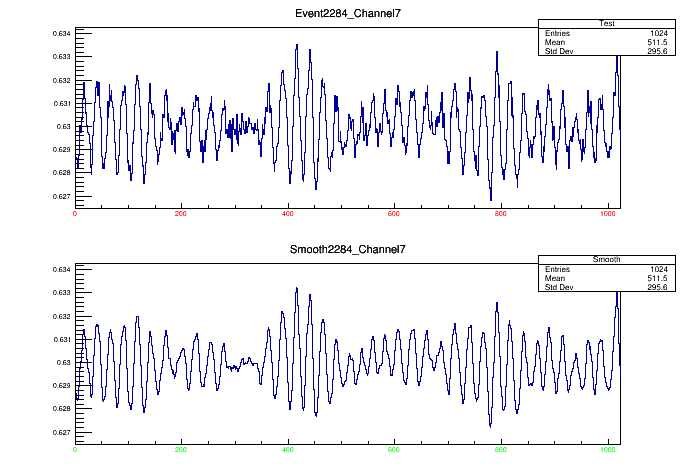 Event2284_Channel7
Test
Entries 1024
Mean 511.5
Std Dev 295.6
0.634
0.633
0.632
0.631
0.63
0.629
0.628
0.627
0 200 400 600 800 1000
Smooth2284_Channel7
Smooth
Entries 1024
Mean 511.5
Std Dev 295.6
0.634
0.633
0.632
0.631
0.63
0.629
0.628
0.627
0 200 400 600 800 1000